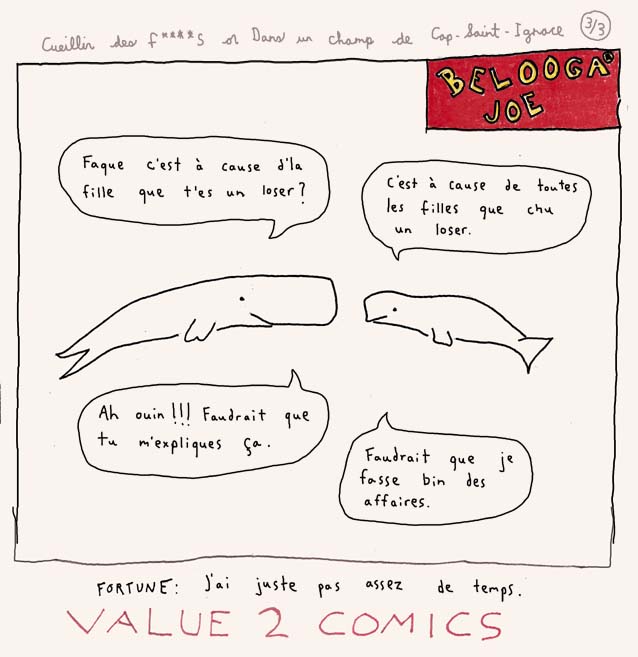 Cueillir des f****s or Dans un champ de Cap-Saint-Ignace 3/3
BELOOGA®
JOE
Faque c'est à cause d'la
fille que t'es un loser?
C'est à cause de toutes
les filles que chu
un loser.
Ah ouin!!! Faudrait que
tu m'expliques ça.
Faudrait que je
fasse bin des
affaires.
FORTUNE: J'ai juste pas assez de temps.
VALUE 2 COMICS